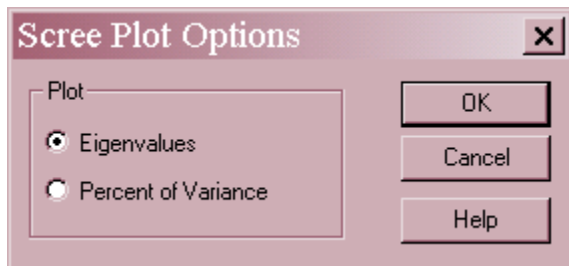 Scree Plot Options
Plot
Eigenvalues
Percent of Variance
OK
Cancel
Help